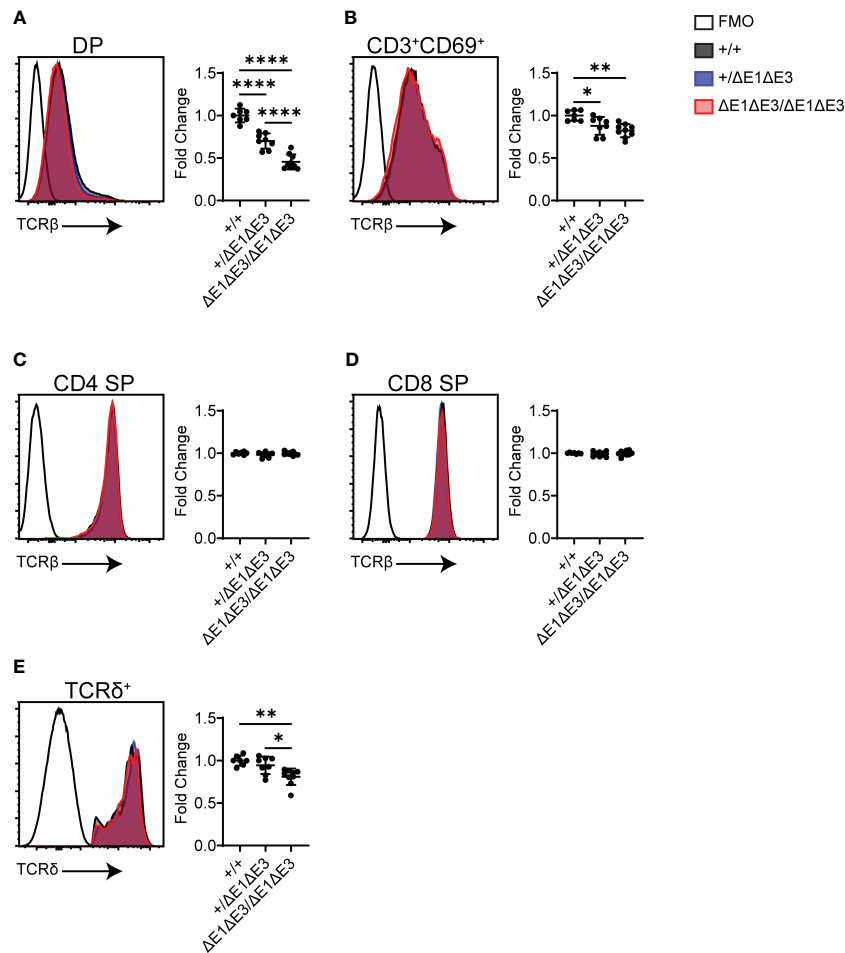 A
DP
TCRβ
Fold Change
1.5
1.0
0.5
0.0
****
****
****
+/+
+/ΔE1ΔE3
ΔE1ΔE3/ΔE1ΔE3
B
CD3⁺CD69⁺
TCRβ
Fold Change
1.5
1.0
0.5
0.0
**
*
+/+
+/ΔE1ΔE3
ΔE1ΔE3/ΔE1ΔE3
FMO
+/+
+/ΔE1ΔE3
ΔE1ΔE3/ΔE1ΔE3
C
CD4 SP
TCRβ
Fold Change
1.5
1.0
0.5
0.0
+/+
+/ΔE1ΔE3
ΔE1ΔE3/ΔE1ΔE3
D
CD8 SP
TCRβ
Fold Change
1.5
1.0
0.5
0.0
+/+
+/ΔE1ΔE3
ΔE1ΔE3/ΔE1ΔE3
E
TCRδ⁺
TCRδ
Fold Change
1.5
1.0
0.5
0.0
**
*
+/+
+/ΔE1ΔE3
ΔE1ΔE3/ΔE1ΔE3